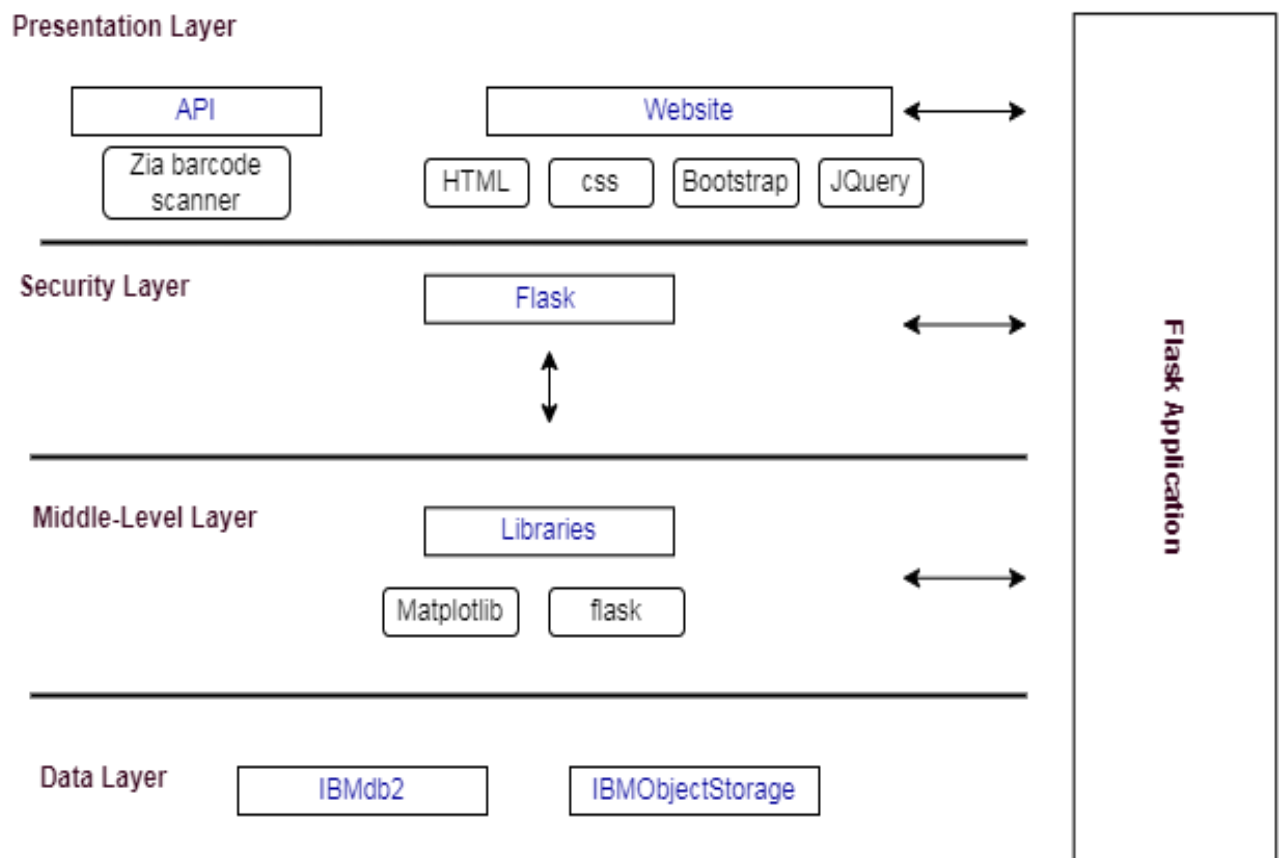 Presentation Layer
API
Website
Zia barcode
scanner
HTML
css
Bootstrap
JQuery
Security Layer
Flask
Middle-Level Layer
Libraries
Matplotlib
flask
Data Layer
IBMdb2
IBMObjectStorage
Flask Application